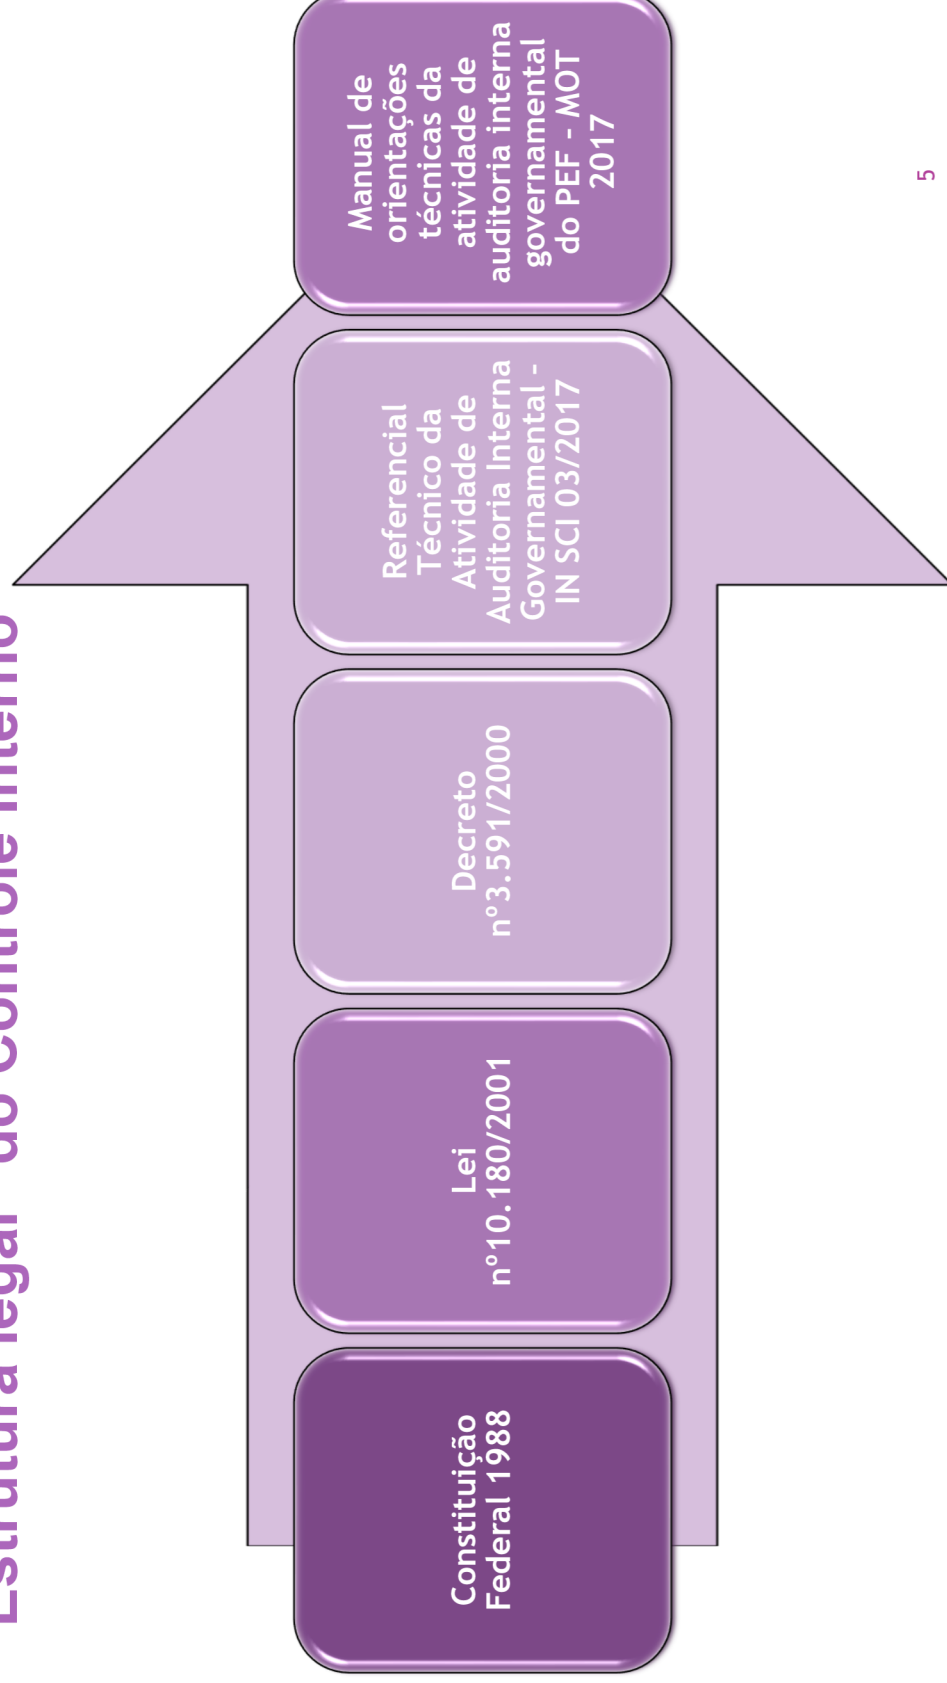 Estrutura legal do Controle Interno
Constituição
Federal 1988
Lei
nº10.180/2001
Decreto
nº3.591/2000
Referencial
Técnico da
Atividade de
Auditoria Interna
Governamental -
IN SCI 03/2017
Manual de
orientações
técnicas da
atividade de
auditoria interna
governamental
do PEF - MOT
2017
5